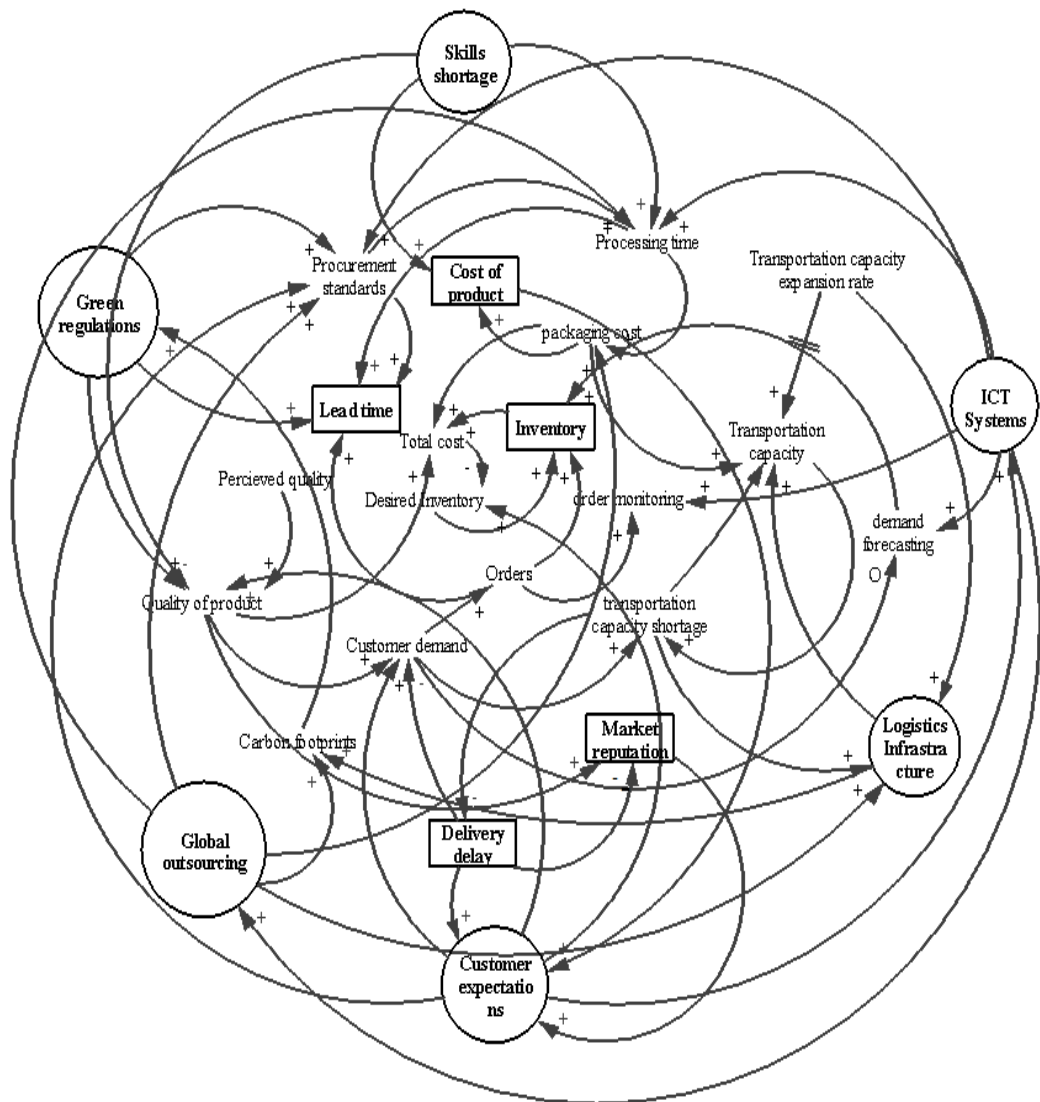 Skills
shortage
Processing time
Procurement
standards
Cost of
product
Transportation capacity
expansion rate
Green
regulations
packaging cost
Lead time
Inventory
ICT
Systems
Total cost
Transportation
capacity
Percieved quality
Desired Inventory
order monitoring
demand
forecasting
Orders
Quality of product
transportation
capacity shortage
Customer demand
Carbon footprints
Market
reputation
Logistics
Infrastra
cture
Global
outsourcing
Delivery
delay
Customer
expectatio
ns